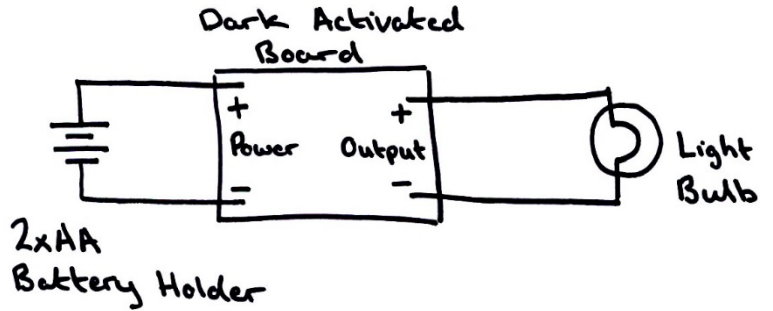 Dark Activated
Board
+ +
Power Output
- -
Light
Bulb
2xAA
Battery Holder